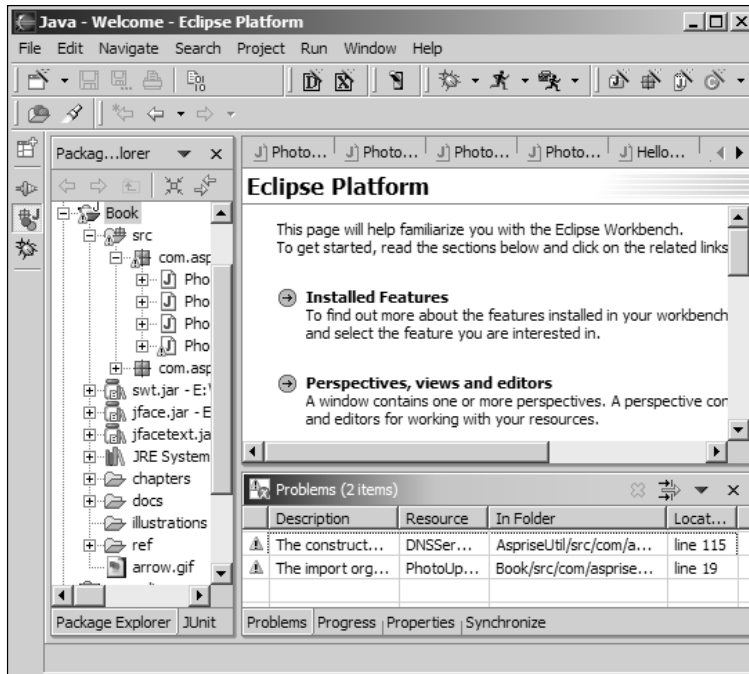 Java - Welcome - Eclipse Platform
File Edit Navigate Search Project Run Window Help
Packag...lorer
J Photo... J Photo... J Photo... J Photo... J Hello...
Eclipse Platform
This page will help familiarize you with the Eclipse Workbench.
To get started, read the sections below and click on the related links
Installed Features
To find out more about the features installed in your workbench
and select the feature you are interested in.
Perspectives, views and editors
A window contains one or more perspectives. A perspective
and editors for working with your resources.
Book
src
com.asp
J Pho
J Pho
J Pho
J Pho
com.asp
swt.jar - E:\
jface.jar - E
jfacetext.ja
JRE System
chapters
docs
illustrations
ref
arrow.gif
Package Explorer JUnit
Problems (2 items)
Description Resource In Folder Locat...
The construct... DNSSer... AspriseUtil/src/com/a... line 115
The import org... PhotoUp... Book/src/com/asprise... line 19
Problems Progress Properties Synchronize